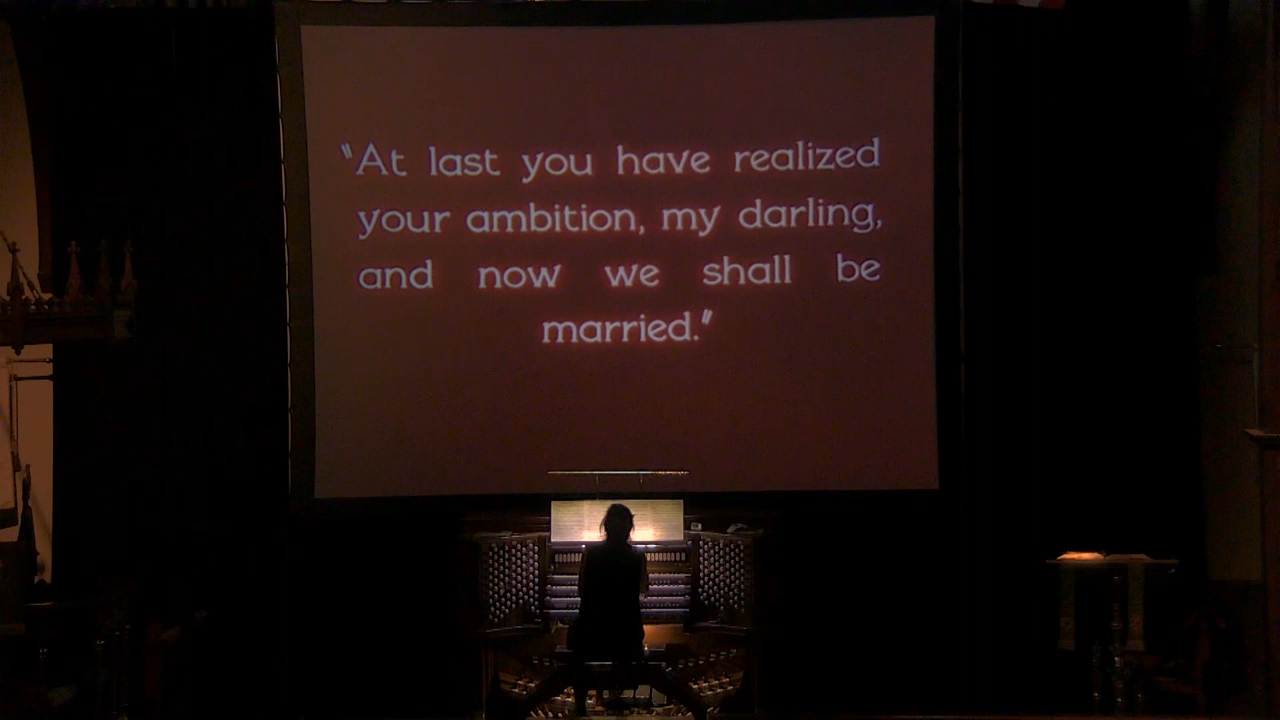 "At last you have realized
your ambition, my darling,
and now we shall be
married."